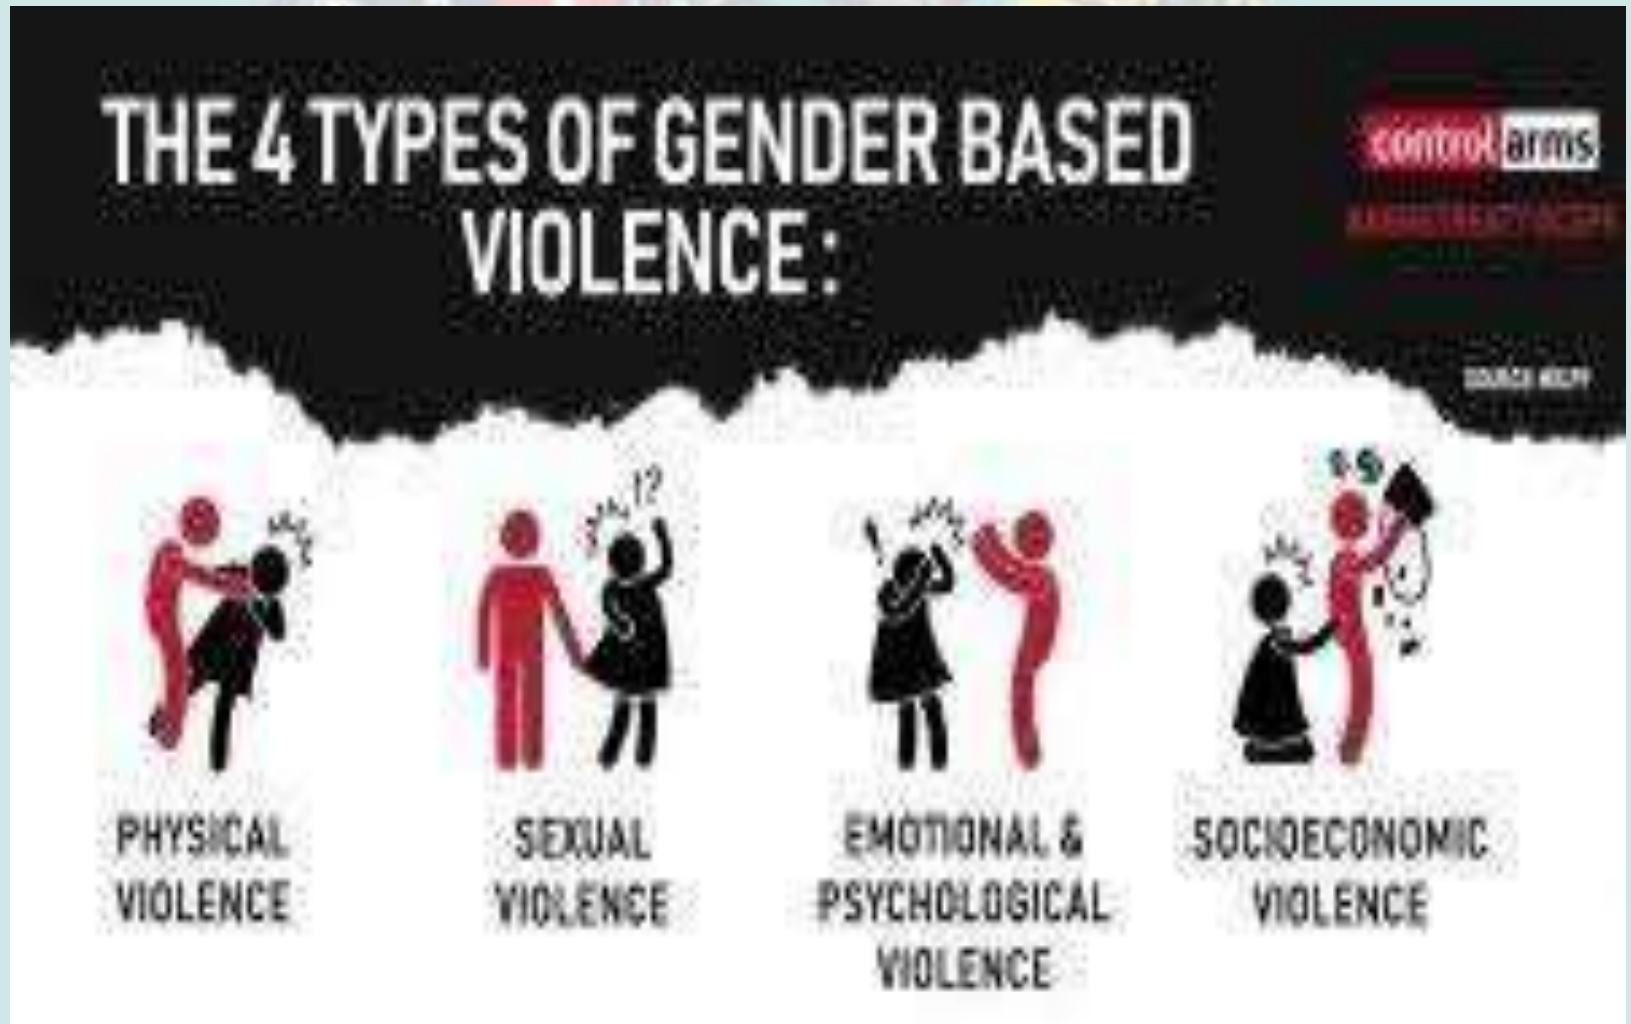 THE 4 TYPES OF GENDER BASED
VIOLENCE :
control arms
PHYSICAL
VIOLENCE
SEXUAL
VIOLENCE
!?
EMOTIONAL &
PSYCHOLOGICAL
VIOLENCE
!
SOCIOECONOMIC
VIOLENCE